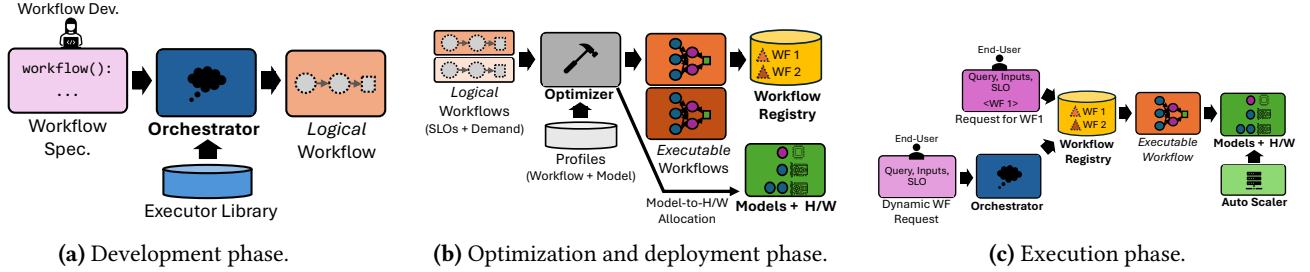 Workflow Dev.
workflow():
...
Workflow
Spec.
Orchestrator
Executor Library
Logical
Workflow
(a) Development phase.
Logical
Workflows
(SLOs + Demand)
Optimizer
Profiles
(Workflow + Model)
Executable
Workflows
WF 1
WF 2
Workflow
Registry
Model-to-H/W
Allocation
Models + H/W
(b) Optimization and deployment phase.
End-User
Query, Inputs,
SLO
<WF 1>
Request for WF1
End-User
Query, Inputs,
SLO
Dynamic WF
Request
Orchestrator
WF 1
WF 2
Workflow
Registry
Executable
Workflow
Models + H/W
Auto Scaler
(c) Execution phase.